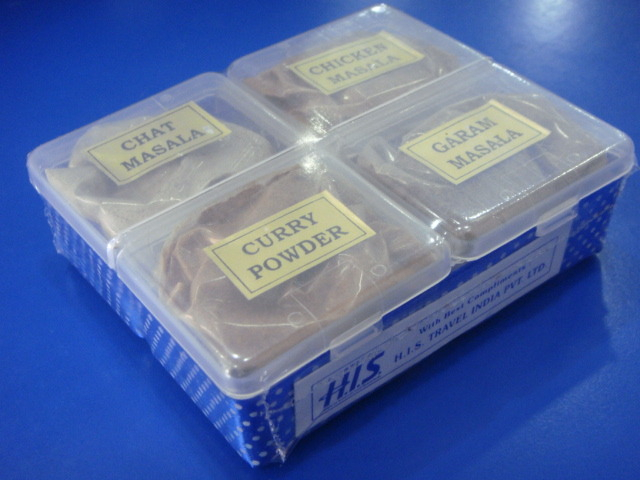 CHICKEN
MASALA
CHAT
MASALA
GARAM
MASALA
CURRY
POWDER
With Best Compliments
H.I.S.
H.I.S. TRAVEL INDIA PVT. LTD.